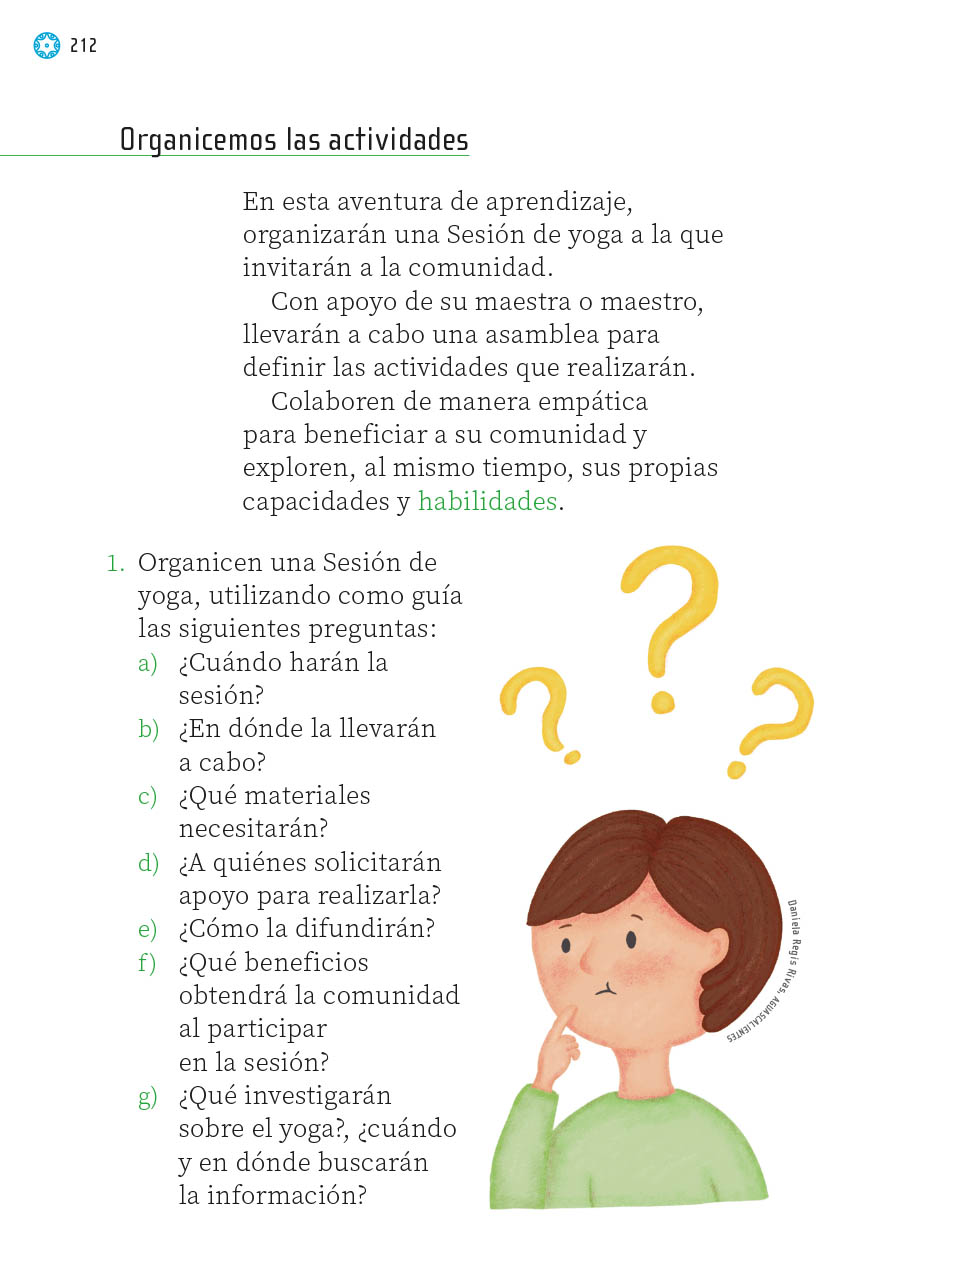 212
Organicemos las actividades
En esta aventura de aprendizaje,
organizarán una Sesión de yoga a la que
invitarán a la comunidad.
Con apoyo de su maestra o maestro,
llevarán a cabo una asamblea para
definir las actividades que realizarán.
Colaboren de manera empática
para beneficiar a su comunidad y
exploren, al mismo tiempo, sus propias
capacidades y habilidades.
1. Organicen una Sesión de
yoga, utilizando como guía
las siguientes preguntas:
a) ¿Cuándo harán la
sesión?
b) ¿En dónde la llevarán
a cabo?
c) ¿Qué materiales
necesitarán?
d) ¿A quiénes solicitarán
apoyo para realizarla?
e) ¿Cómo la difundirán?
f) ¿Qué beneficios
obtendrá la comunidad
al participar
en la sesión?
g) ¿Qué investigarán
sobre el yoga?, ¿cuándo
y en dónde buscarán
la información?
? ? ?
Daniela Regis Rivas, AGUASCALIENTES